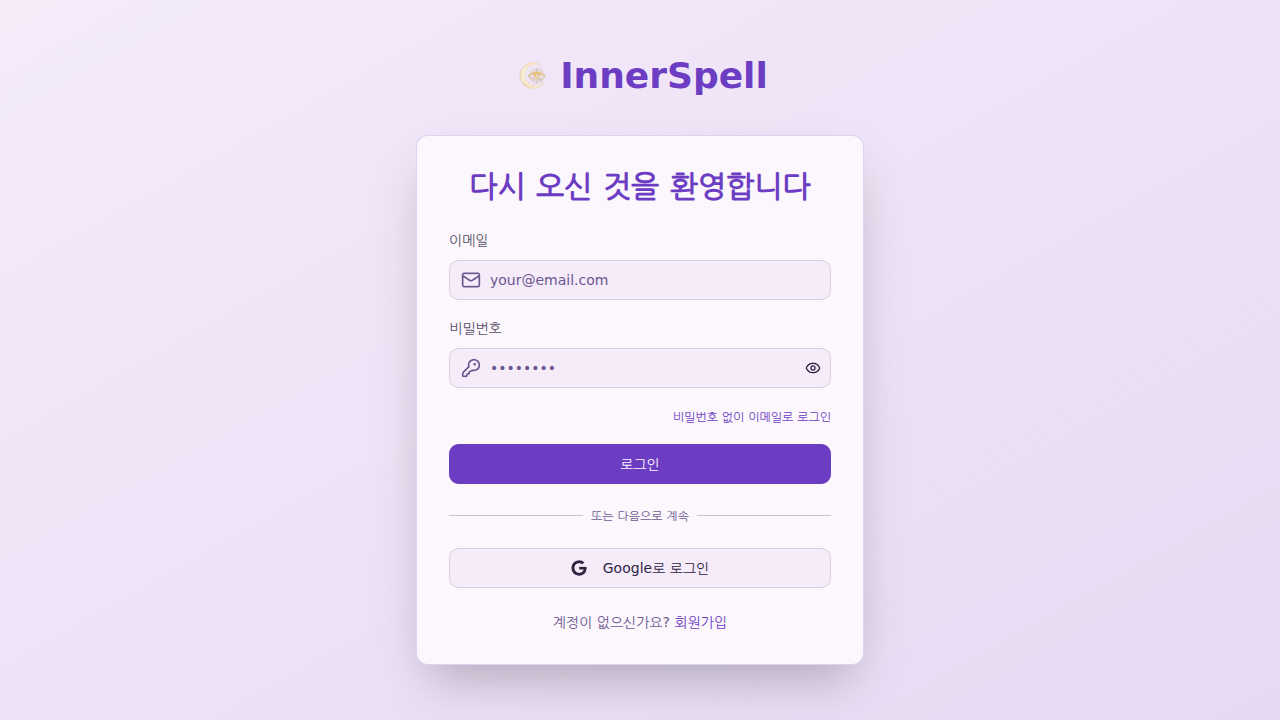 InnerSpell
다시 오신 것을 환영합니다
이메일
your@email.com
비밀번호
••••••••
비밀번호 없이 이메일로 로그인
로그인
또는 다음으로 계속
Google로 로그인
계정이 없으신가요? 회원가입